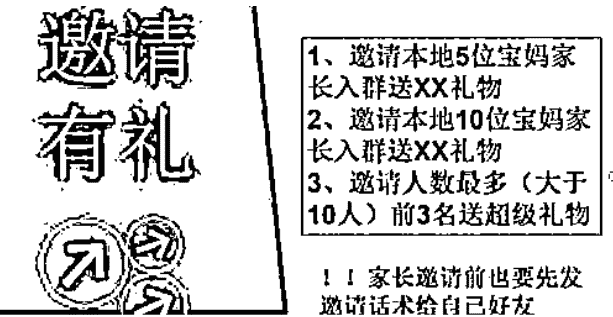 邀请
有礼
1、邀请本地5位宝妈家
长入群送XX礼物
2、邀请本地10位宝妈家
长入群送XX礼物
3、邀请人数最多（大于
10人）前3名送超级礼物
！！家长邀请前也要先发
邀请话术给自己好友